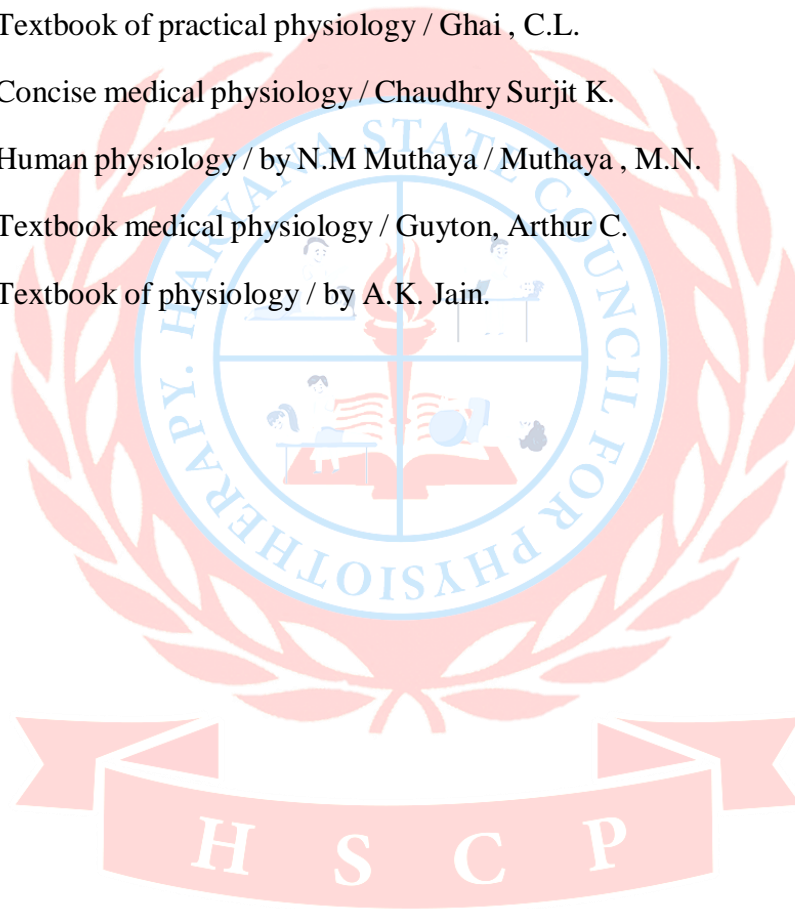 Textbook of practical physiology / Ghai , C.L.
Concise medical physiology / Chaudhry Surjit K.
Human physiology / by N.M Muthaya / Muthaya , M.N.
Textbook medical physiology / Guyton, Arthur C.
Textbook of physiology / by A.K. Jain.
HARYANA STATE COUNCIL FOR PHYSIOTHERAPY.
H S C P